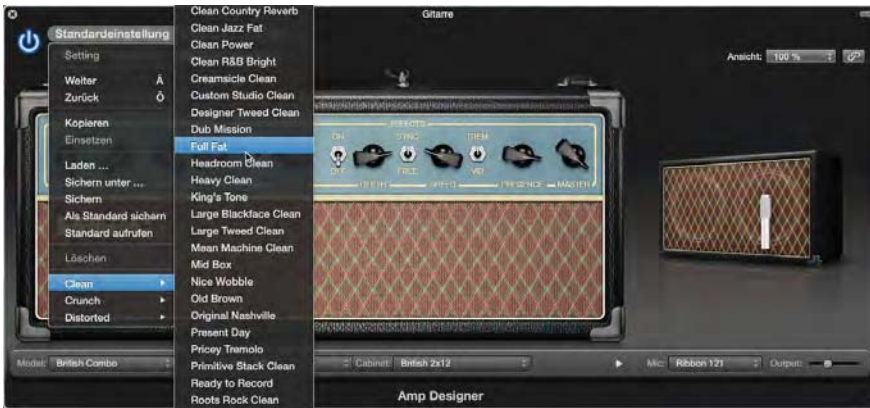 Gitarre
Standardeinstellung
Ansicht: 100 %
Setting
Weiter Ä
Zurück Ö
Kopieren
Einsetzen
Laden ...
Sichern unter ...
Sichern
Als Standard sichern
Standard aufrufen
Löschen
Clean
Crunch
Distorted
Clean Country Reverb
Clean Jazz Fat
Clean Power
Clean R&B Bright
Creamsicle Clean
Custom Studio Clean
Designer Tweed Clean
Dub Mission
Full Fat
Headroom Clean
Heavy Clean
King's Tone
Large Blackface Clean
Large Tweed Clean
Mean Machine Clean
Mid Box
Nice Wobble
Old Brown
Original Nashville
Present Day
Pricey Tremolo
Primitive Stack Clean
Ready to Record
Roots Rock Clean
EFFECTS
ON SYNC TREM
OFF FREE VIB
DEPTH SPEED PRESENCE MASTER
Model: British Combo Cabinet: British 2x12 Mic: Ribbon 121 Output:
Amp Designer